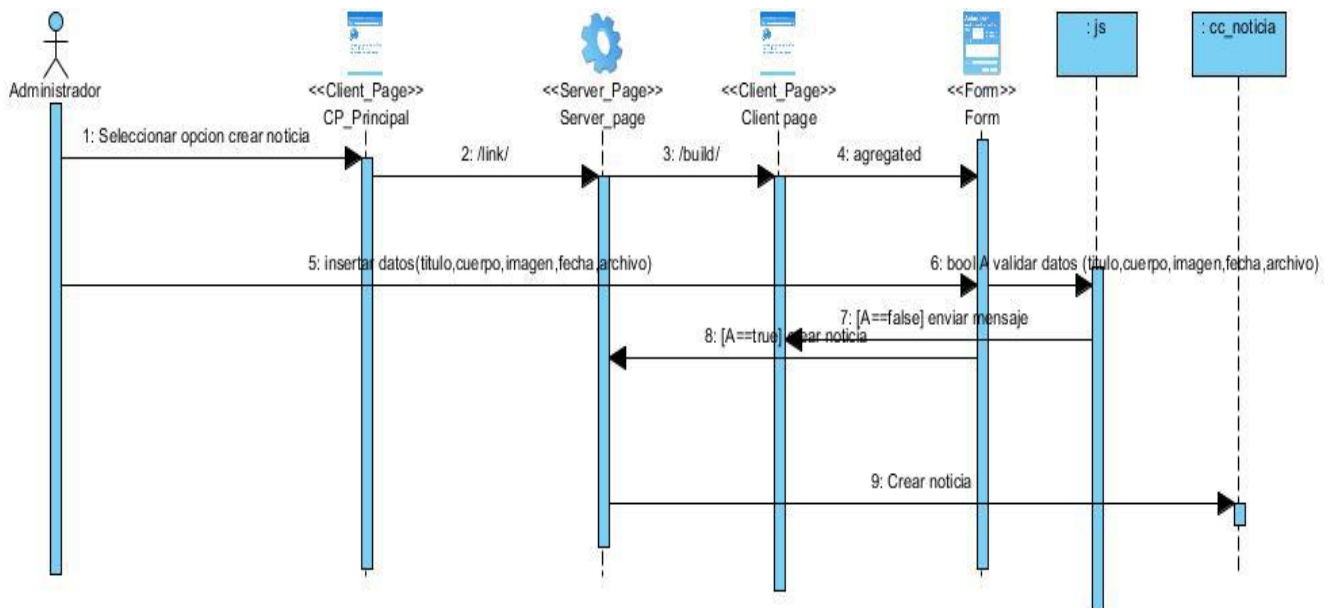 : js
: cc_noticia
Administrador
<<Client_Page>>
CP_Principal
<<Server_Page>>
Server_page
<<Client_Page>>
Client page
<<Form>>
Form
1: Seleccionar opcion crear noticia
2: /link/
3: /build/
4: agregated
5: insertar datos(titulo,cuerpo,imagen,fecha,archivo)
6: bool A validar datos (titulo,cuerpo,imagen,fecha,archivo)
7: [A==false] enviar mensaje
8: [A==true] crear noticia
9: Crear noticia